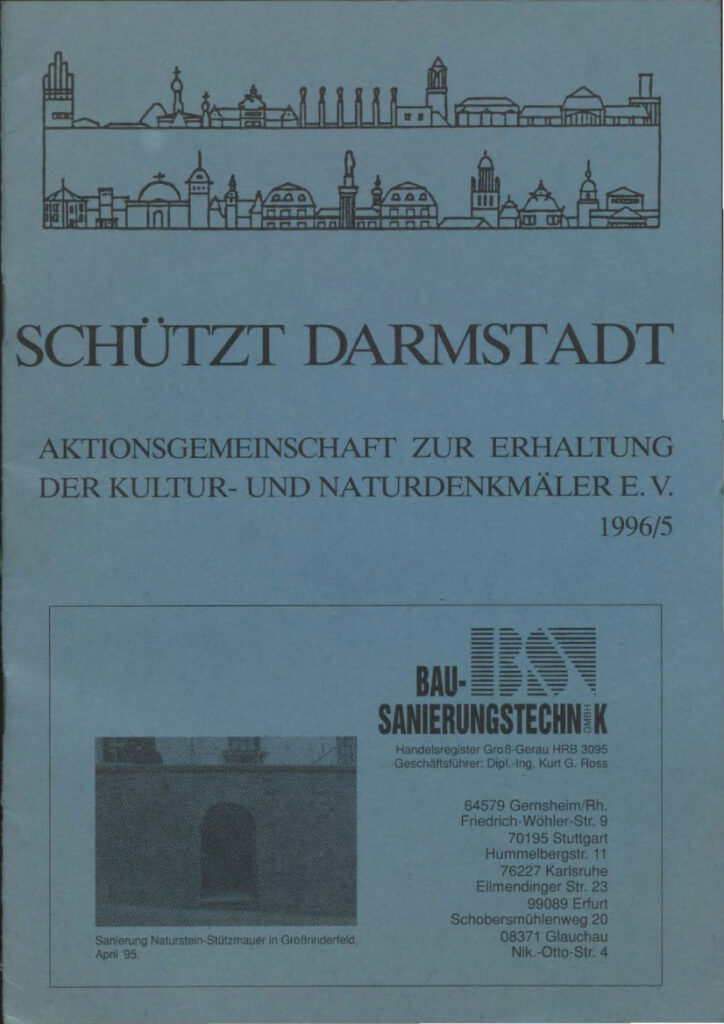 SCHÜTZT DARMSTADT
AKTIONSGEMEINSCHAFT ZUR ERHALTUNG
DER KULTUR- UND NATURDENKMÄLER E. V.
1996/5
BS
BAU-
SANIERUNGSTECHNIK GMBH
Handelsregister Groß-Gerau HRB 3095
Geschäftsführer: Dipl.-Ing. Kurt G. Ross
64579 Gernsheim/Rh.
Friedrich-Wöhler-Str. 9
70195 Stuttgart
Hummelbergstr. 11
76227 Karlsruhe
Ellmendinger Str. 23
99089 Erfurt
Schobersmühlenweg 20
08371 Glauchau
Nik.-Otto-Str. 4
Sanierung Naturstein-Stützmauer in Großrinderfeld,
April '95.